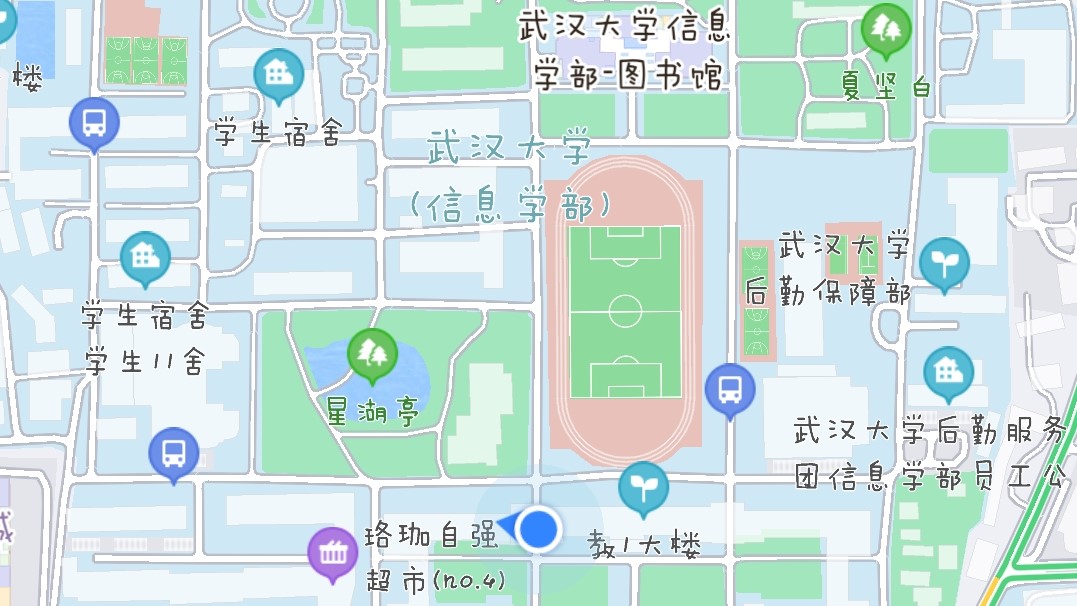 武汉大学信息
学部-图书馆
楼
夏坚白
学生宿舍
武汉大学
(信息学部)
武汉大学
后勤保障部
学生宿舍
学生11舍
星湖亭
武汉大学后勤服务
团信息学部员工公
珞珈自强
超市(no.4)
教1大楼